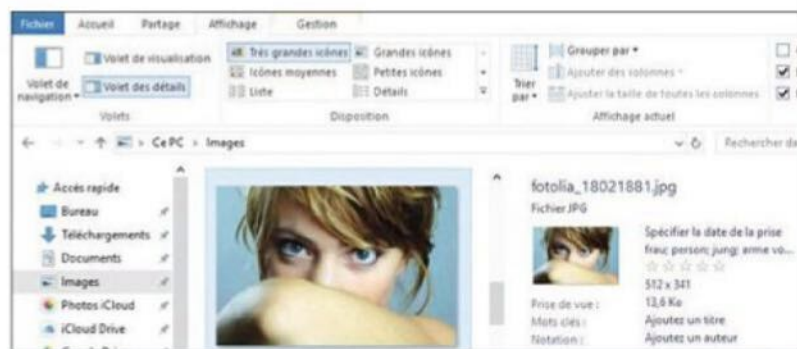 Fichier Accueil Partage Affichage Gestion
Volet de navigation
Volet de visualisation
Volet des détails
Volets
Très grandes icônes Grandes icônes
Icônes moyennes Petites icônes
Liste Détails
Disposition
Trier par
Grouper par
Ajouter des colonnes
Ajuster la taille de toutes les colonnes
Affichage actuel
Ce PC > Images
Rechercher da
Accès rapide
Bureau
Téléchargements
Documents
Images
Photos iCloud
iCloud Drive
fotolia_18021881.jpg
Fichier JPG
Spécifier la date de la prise
frau; person; jung; arme vo...
512 x 341
Prise de vue : 13,6 Ko
Mots clés : Ajoutez un titre
Notation : Ajoutez un auteur